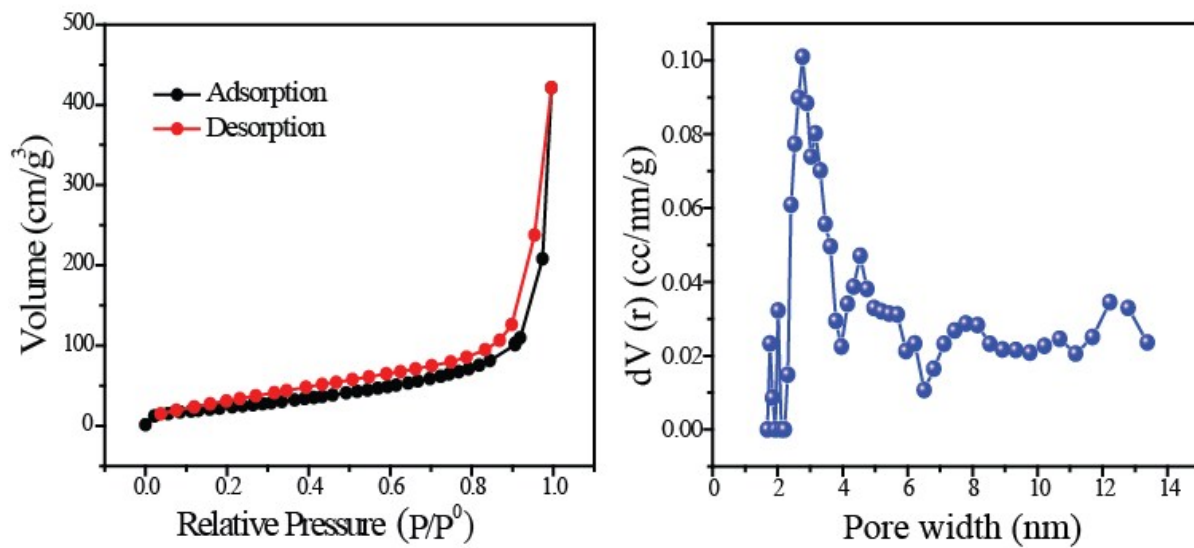 500
400
300
200
100
0
Volume (cm/g³)
Adsorption
Desorption
0.0 0.2 0.4 0.6 0.8 1.0
Relative Pressure (P/P⁰)
0.10
0.08
0.06
0.04
0.02
0.00
dV (r) (cc/nm/g)
0 2 4 6 8 10 12 14
Pore width (nm)